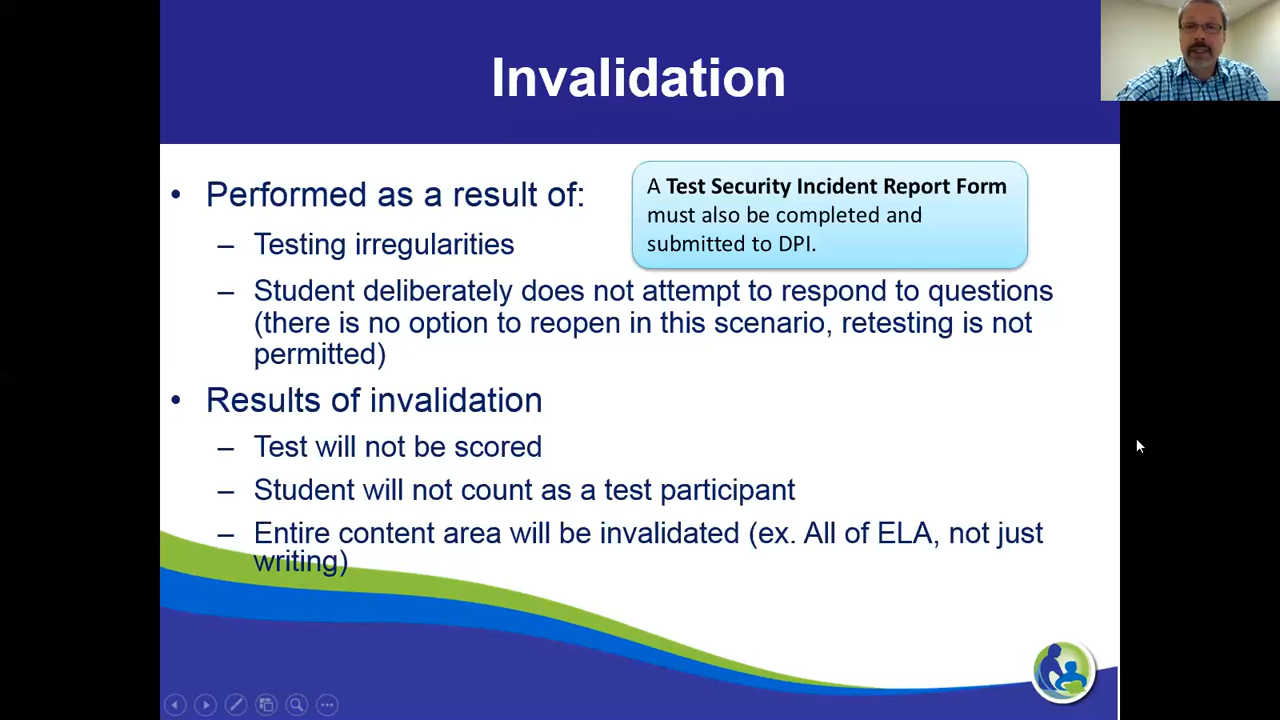 Invalidation
• Performed as a result of:
– Testing irregularities
A Test Security Incident Report Form
must also be completed and
submitted to DPI.
– Student deliberately does not attempt to respond to questions
(there is no option to reopen in this scenario, retesting is not
permitted)
• Results of invalidation
– Test will not be scored
– Student will not count as a test participant
– Entire content area will be invalidated (ex. All of ELA, not just
writing)